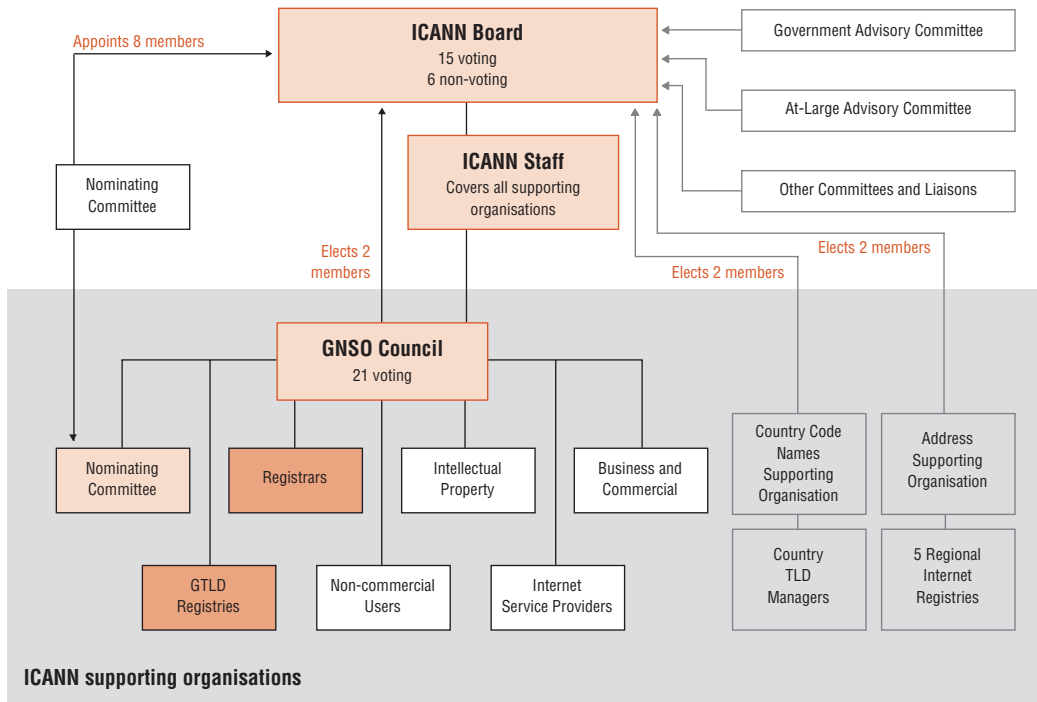 ICANN Board
15 voting
6 non-voting
Appoints 8 members
Government Advisory Committee
At-Large Advisory Committee
Other Committees and Liaisons
Nominating
Committee
ICANN Staff
Covers all supporting
organisations
Elects 2
members
Elects 2 members
Elects 2 members
GNSO Council
21 voting
Nominating
Committee
Registrars
Intellectual
Property
Business and
Commercial
Country Code
Names
Supporting
Organisation
Address
Supporting
Organisation
GTLD
Registries
Non-commercial
Users
Internet
Service Providers
Country
TLD
Managers
5 Regional
Internet
Registries
ICANN supporting organisations